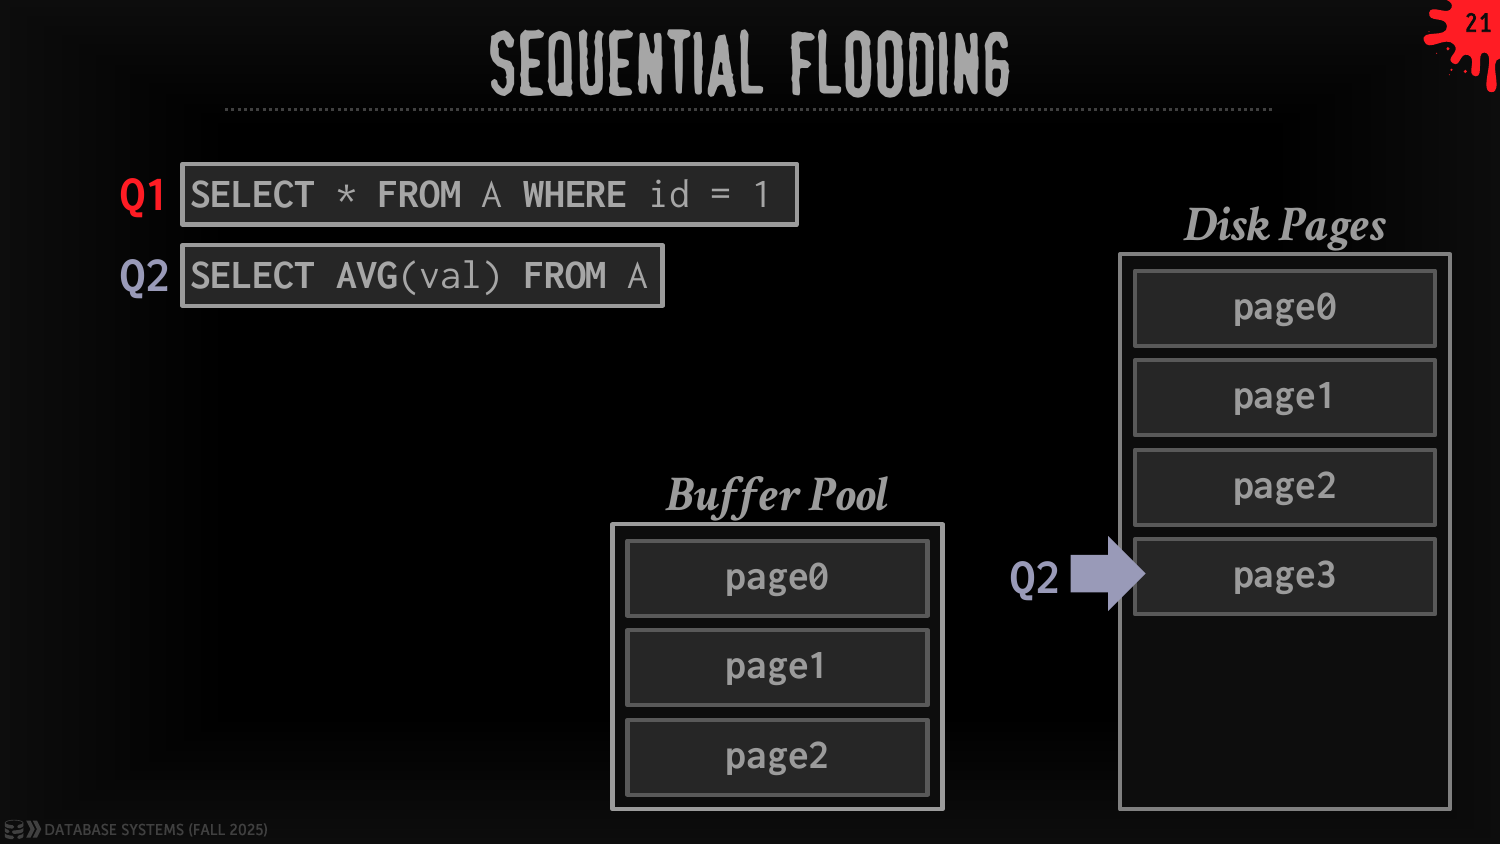 21
SEQUENTIAL FLOODING
Q1 SELECT * FROM A WHERE id = 1
Q2 SELECT AVG(val) FROM A
Disk Pages
page0
page1
page2
page3
Q2
Buffer Pool
page0
page1
page2
DATABASE SYSTEMS (FALL 2025)